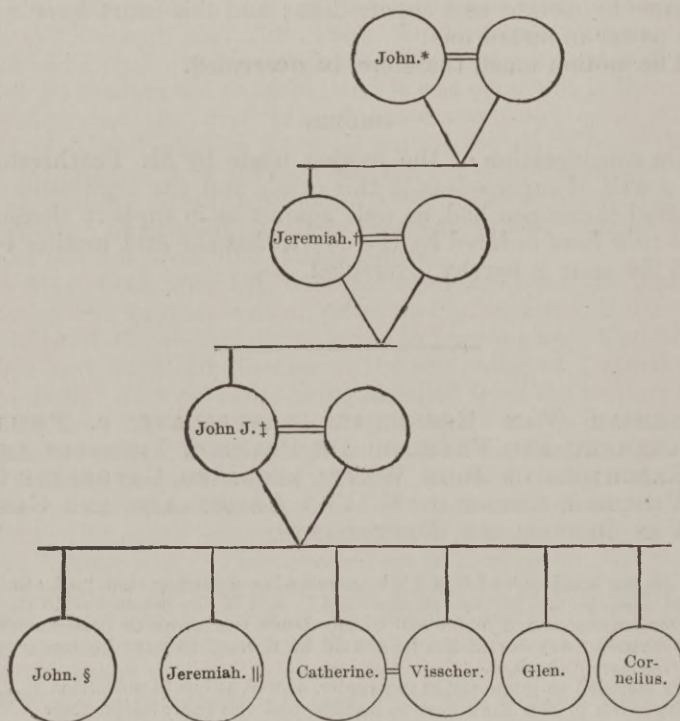 John.*
Jeremiah.†
John J. ‡
John. §
Jeremiah. ||
Catherine.
Visscher.
Glen.
Cor-
nelius.